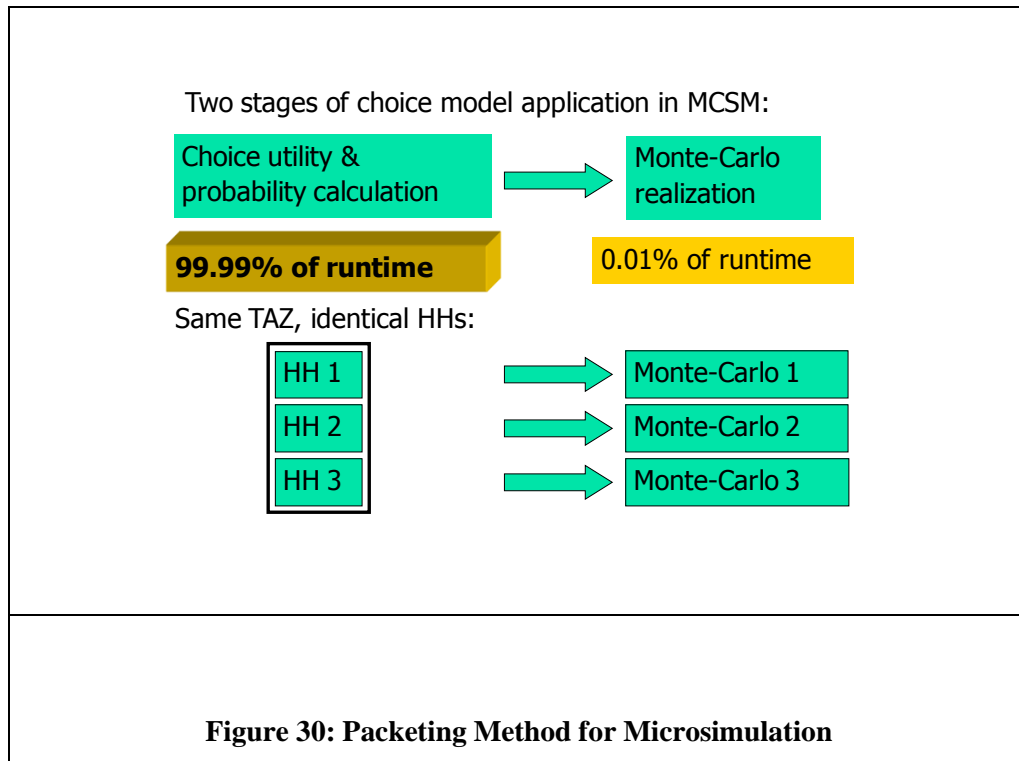 Two stages of choice model application in MCSM:
Choice utility &
probability calculation
Monte-Carlo
realization
99.99% of runtime
0.01% of runtime
Same TAZ, identical HHs:
HH 1
Monte-Carlo 1
HH 2
Monte-Carlo 2
HH 3
Monte-Carlo 3
Figure 30: Packeting Method for Microsimulation